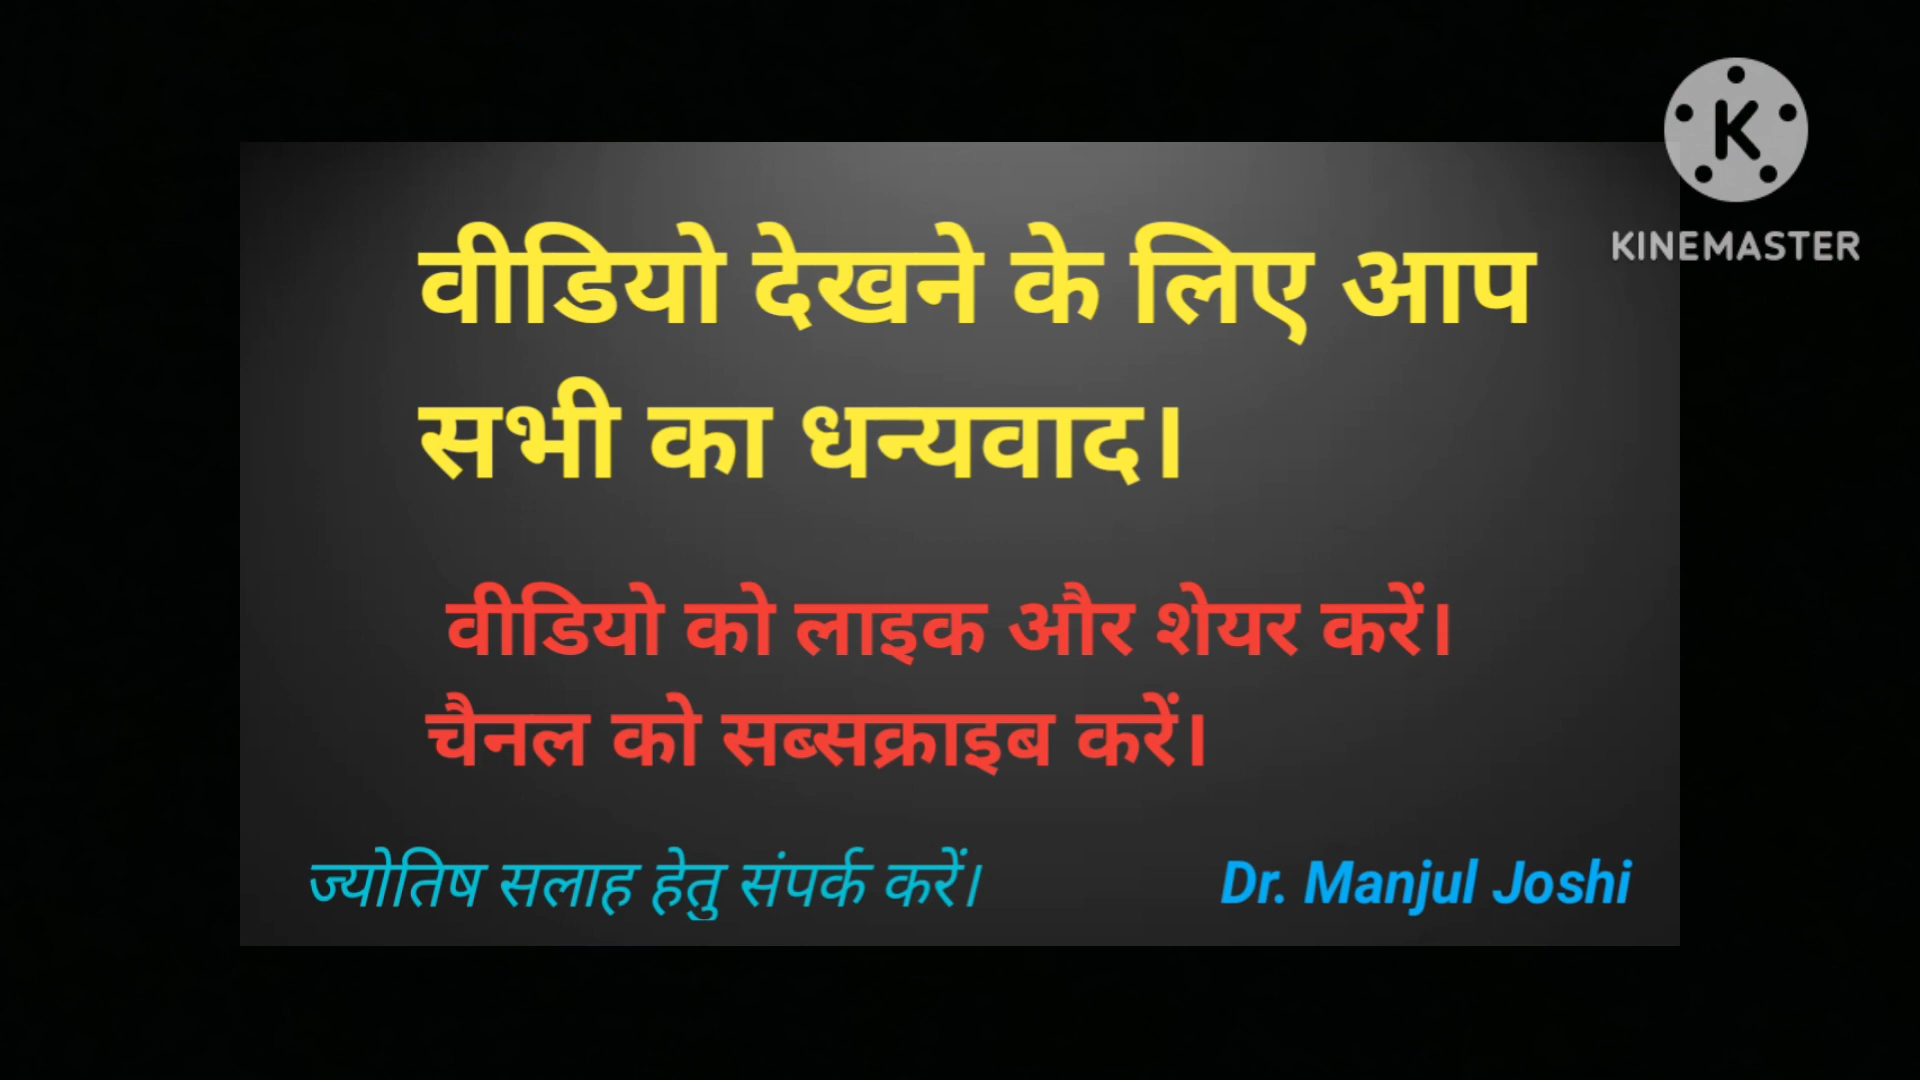 K
KINEMASTER
वीडियो देखने के लिए आप
सभी का धन्यवाद।
वीडियो को लाइक और शेयर करें।
चैनल को सब्सक्राइब करें।
ज्योतिष सलाह हेतु संपर्क करें।
Dr. Manjul Joshi